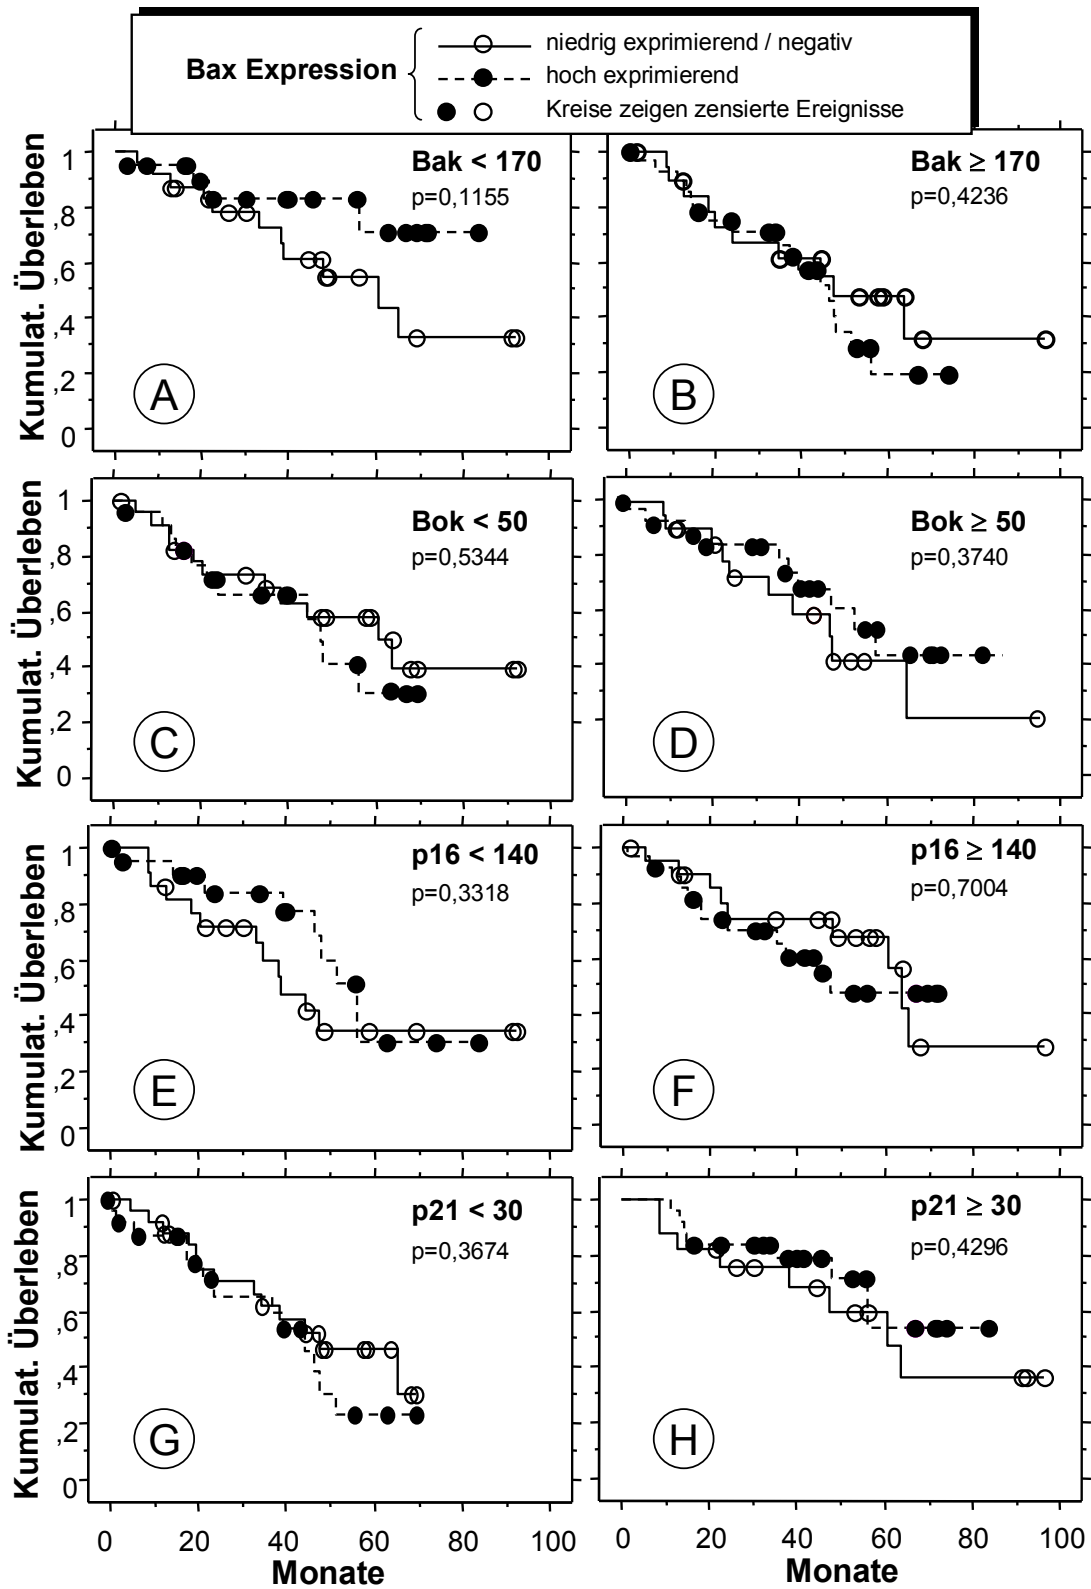 Bax Expression
niedrig exprimierend / negativ
hoch exprimierend
Kreise zeigen zensierte Ereignisse
Kumulat. Überleben
1
,8
,6
,4
,2
0
Bak < 170
p=0,1155
A
Bak ≥ 170
p=0,4236
B
Kumulat. Überleben
1
,8
,6
,4
,2
0
Bok < 50
p=0,5344
C
Bok ≥ 50
p=0,3740
D
Kumulat. Überleben
1
,8
,6
,4
,2
0
p16 < 140
p=0,3318
E
p16 ≥ 140
p=0,7004
F
Kumulat. Überleben
1
,8
,6
,4
,2
0
p21 < 30
p=0,3674
G
p21 ≥ 30
p=0,4296
H
0 20 40 60 80 100
Monate
0 20 40 60 80 100
Monate